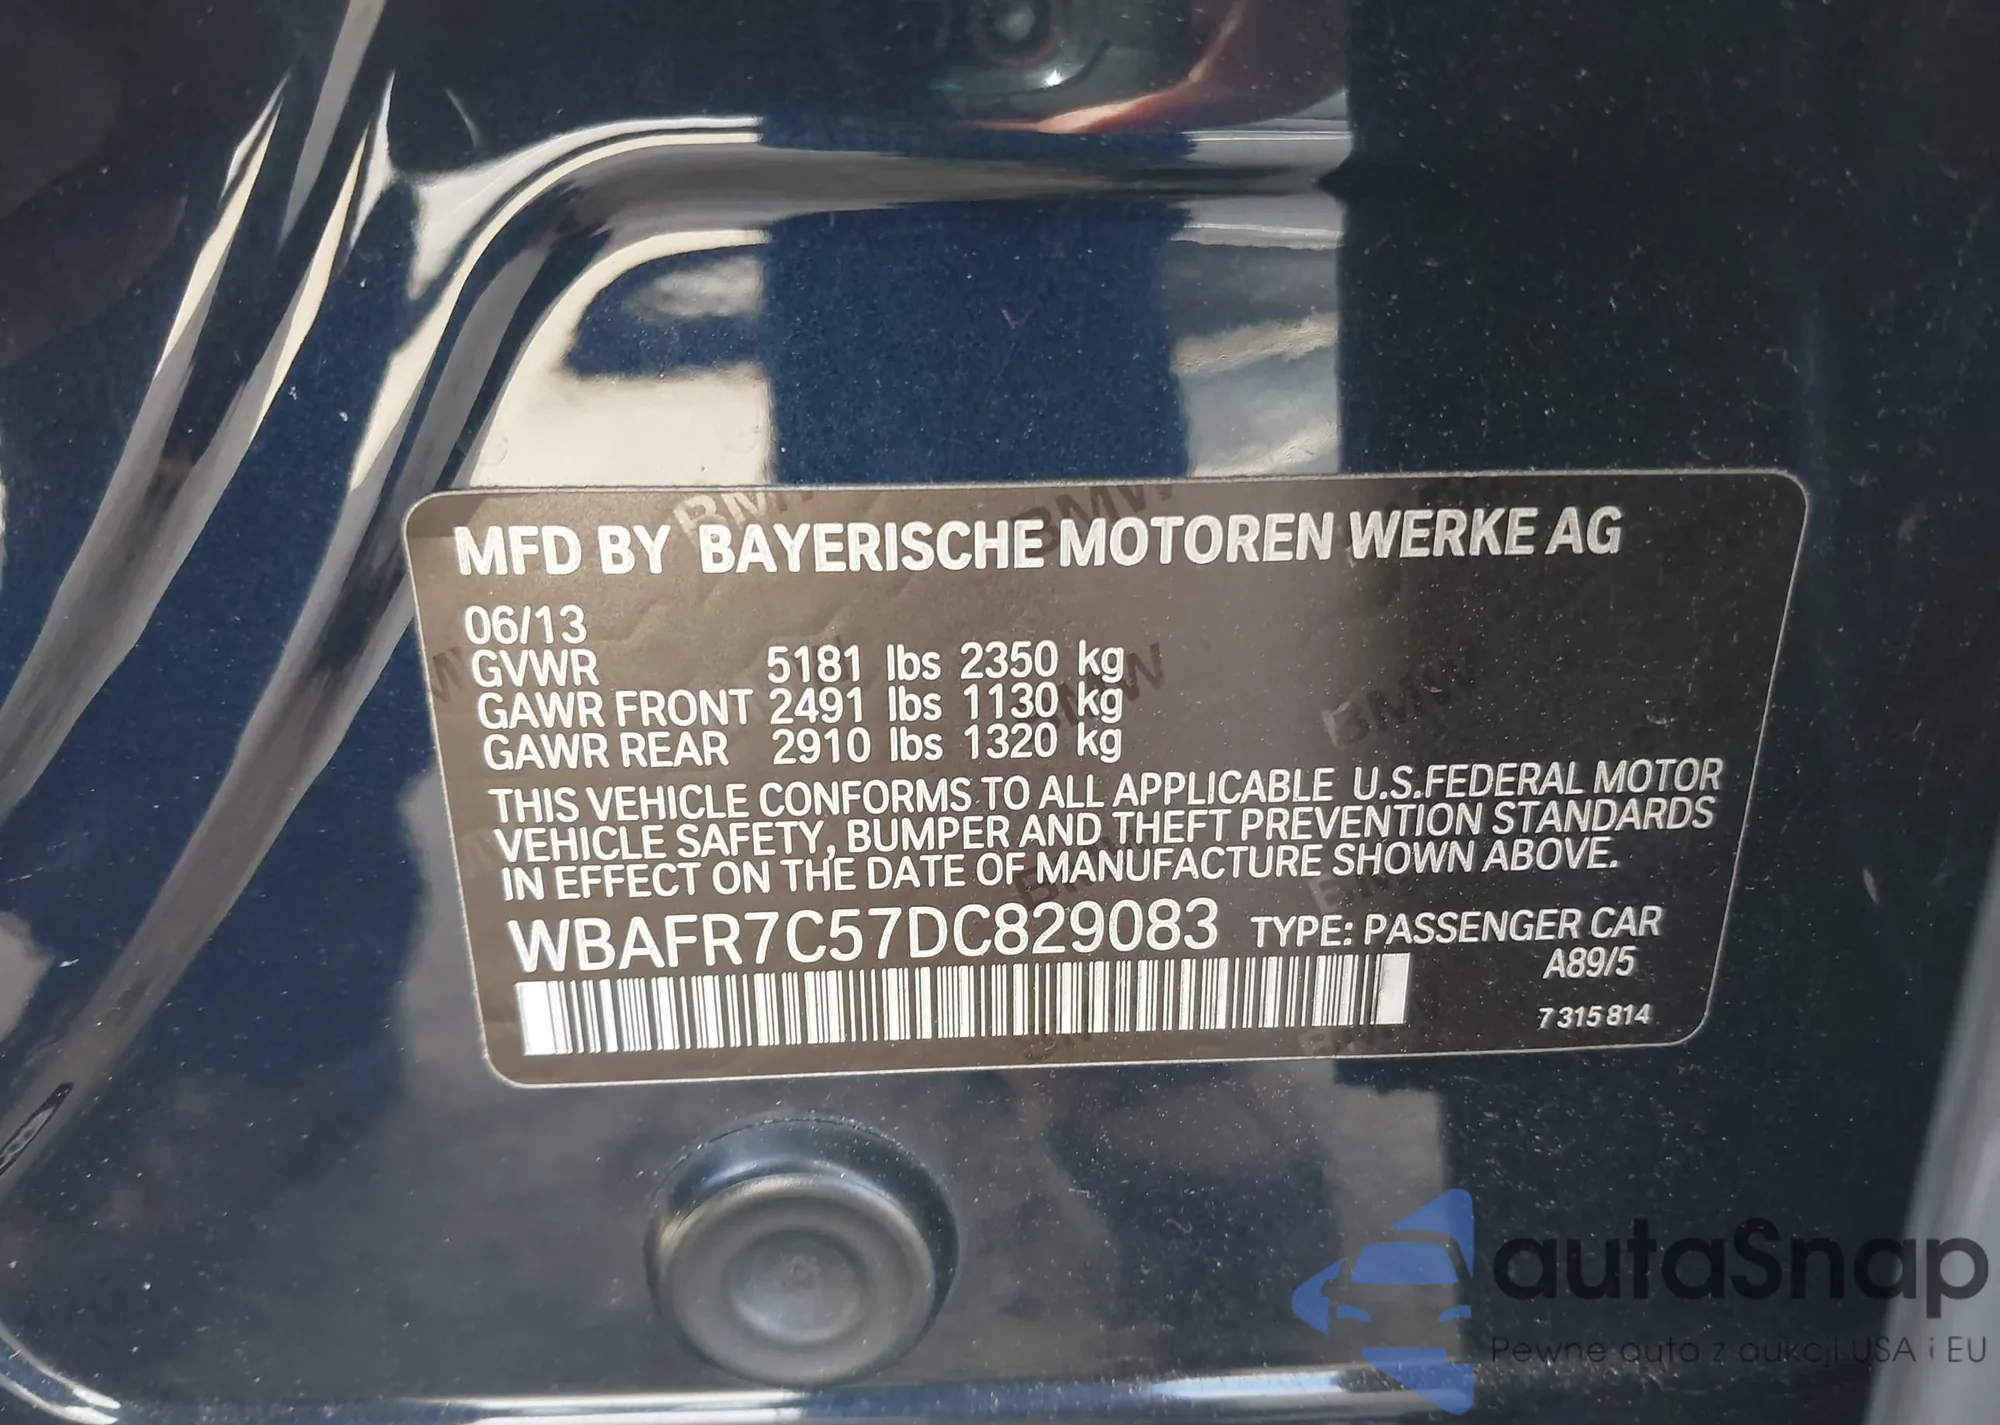 MFD BY BAYERISCHE MOTOREN WERKE AG
06/13
GVWR 5181 lbs 2350 kg
GAWR FRONT 2491 lbs 1130 kg
GAWR REAR 2910 lbs 1320 kg
THIS VEHICLE CONFORMS TO ALL APPLICABLE U.S.FEDERAL MOTOR
VEHICLE SAFETY, BUMPER AND THEFT PREVENTION STANDARDS
IN EFFECT ON THE DATE OF MANUFACTURE SHOWN ABOVE.
WBAFR7C57DC829083 TYPE: PASSENGER CAR
A89/5
7 315 814
autaSnap
Pewne auta z aukcji USA i EU